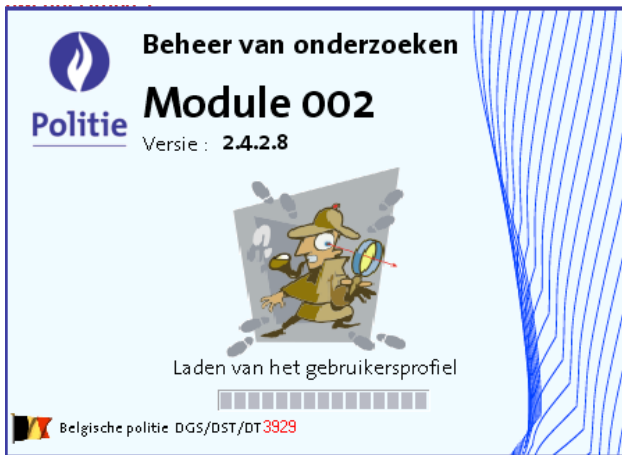 Beheer van onderzoeken
Module 002
Politie
Versie : 2.4.2.8
Laden van het gebruikersprofiel
Belgische politie DGS/DST/DT3929